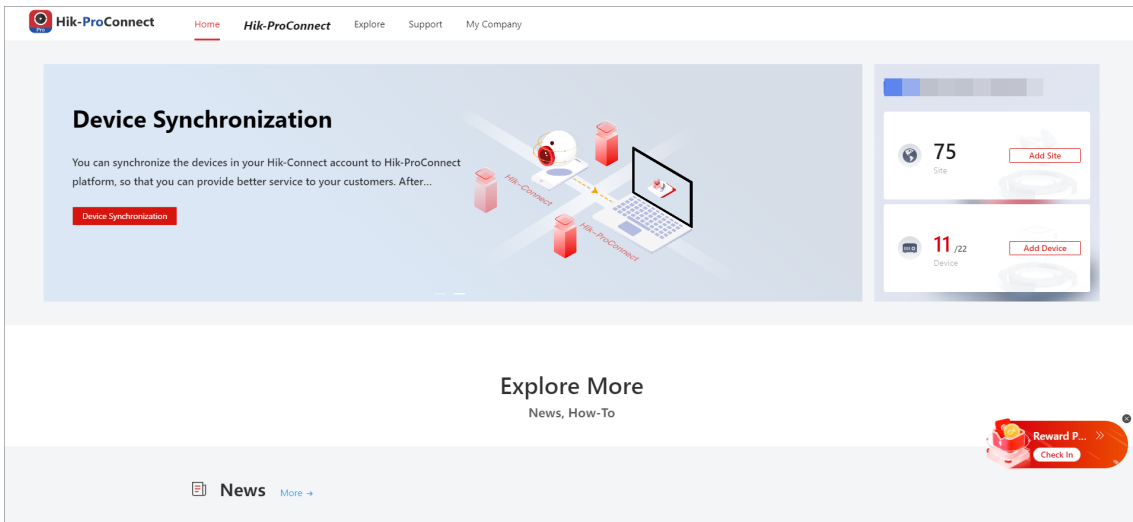 Hik-ProConnect
Home Hik-ProConnect Explore Support My Company
Device Synchronization
You can synchronize the devices in your Hik-Connect account to Hik-ProConnect
platform, so that you can provide better service to your customers. After...
Device Synchronization
Hik-Connect
Hik-ProConnect
75
Site
Add Site
11 /22
Device
Add Device
Explore More
News, How-To
Reward P...
Check In
News More →
Pro